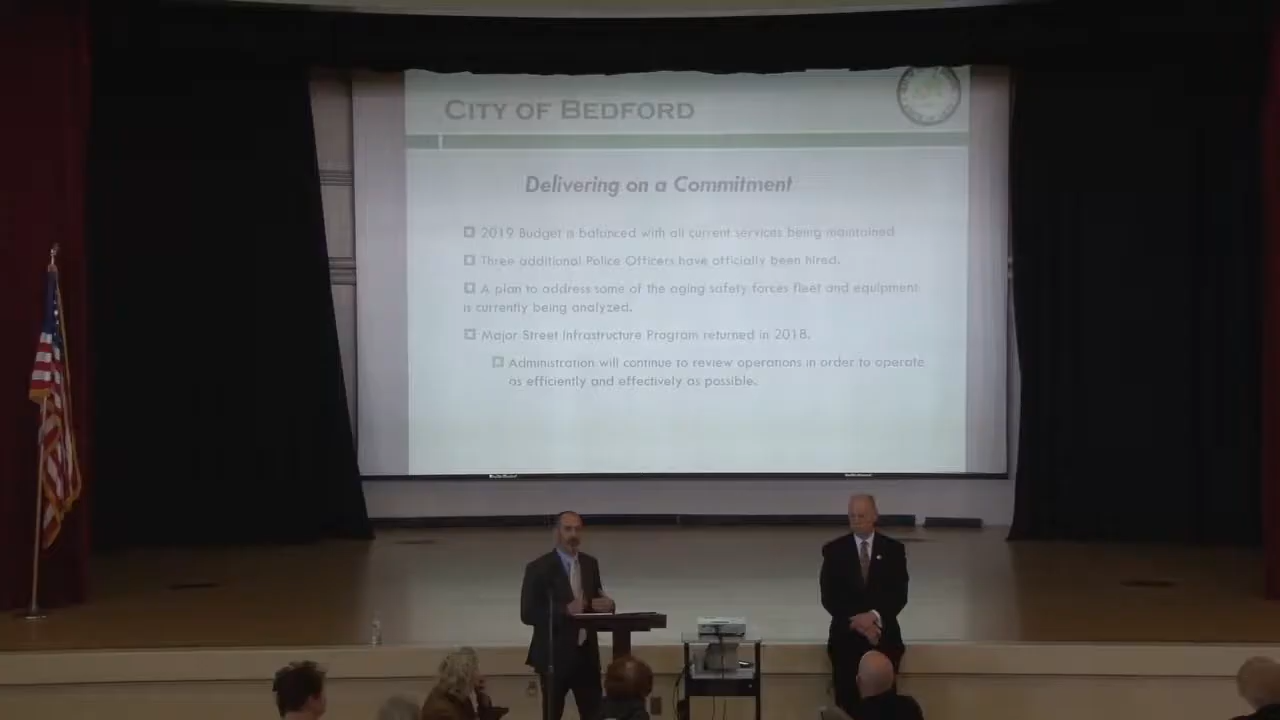 CITY OF BEDFORD
Delivering on a Commitment
2019 Budget is balanced with all current services being maintained
Three additional Police Officers have officially been hired.
A plan to address some of the aging safety forces fleet and equipment
is currently being analyzed.
Major Street Infrastructure Program returned in 2018.
Administration will continue to review operations in order to operate
as efficiently and effectively as possible.